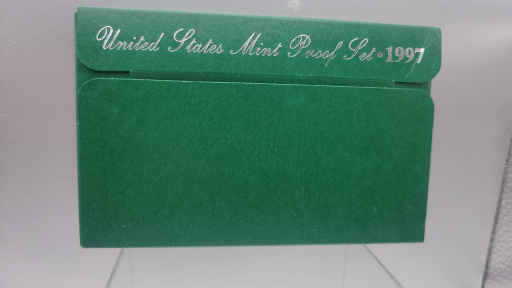 United States Mint Proof Set • 1997